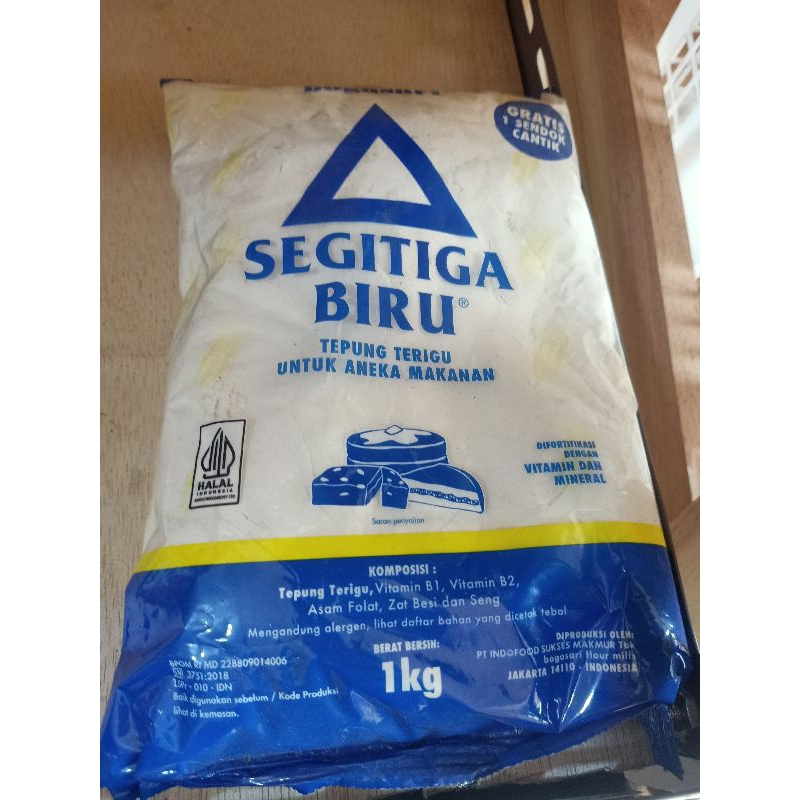 GRATIS
1 SENDOK
CANTIK
SEGITIGA
BIRU®
TEPUNG TERIGU
UNTUK ANEKA MAKANAN
HALAL
INDONESIA
DIFORTIFIKASI
DENGAN
VITAMIN DAN
MINERAL
Saran penyajian
KOMPOSISI :
Tepung Terigu, Vitamin B1, Vitamin B2,
Asam Folat, Zat Besi dan Seng
Mengandung alergen, lihat daftar bahan yang dicetak tebal
BERAT BERSIH:
1kg
BPOM RI MD 228809014006
3751:2018
LSPr - 010 - IDN
Baik digunakan sebelum / Kode Produksi
lihat di kemasan.
DIPRODUKSI OLEH:
PT INDOFOOD SUKSES MAKMUR Tbk
bogasari flour mills
JAKARTA 14110 - INDONESIA